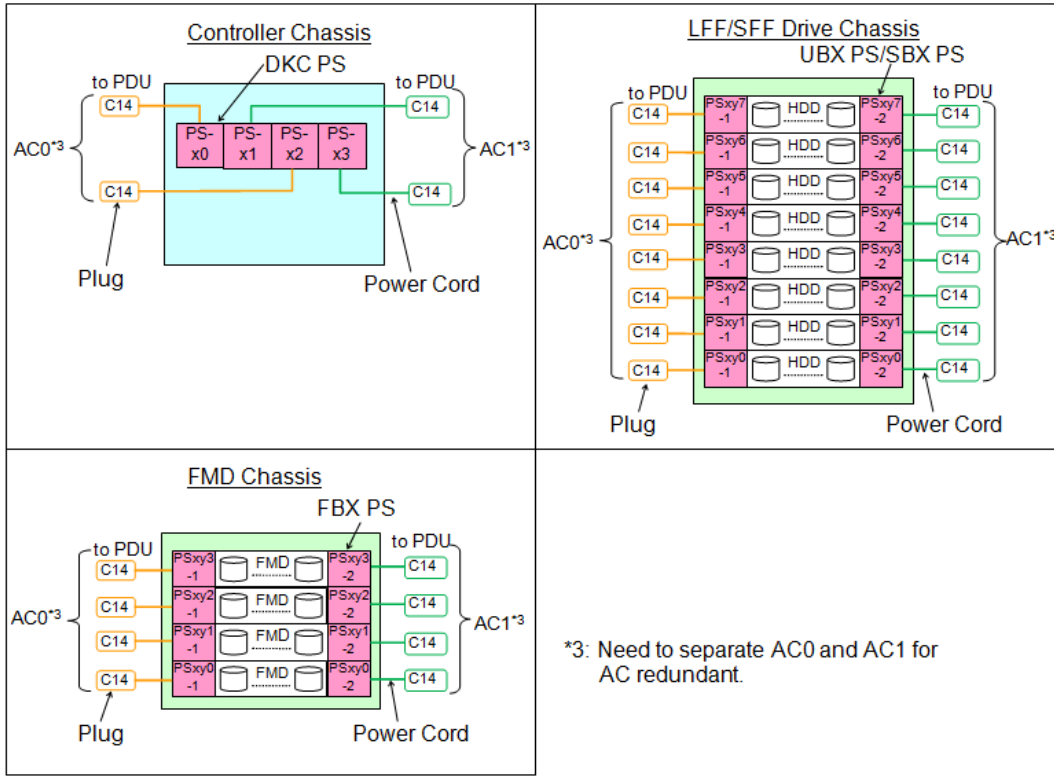 Controller Chassis
DKC PS
to PDU
to PDU
C14
C14
PS-x0
PS-x1
PS-x2
PS-x3
AC0*3
AC1*3
C14
C14
Plug
Power Cord
LFF/SFF Drive Chassis
UBX PS/SBX PS
to PDU
to PDU
C14 PSxy7-1 HDD PSxy7-2 C14
C14 PSxy6-1 HDD PSxy6-2 C14
C14 PSxy5-1 HDD PSxy5-2 C14
C14 PSxy4-1 HDD PSxy4-2 C14
AC0*3
AC1*3
C14 PSxy3-1 HDD PSxy3-2 C14
C14 PSxy2-1 HDD PSxy2-2 C14
C14 PSxy1-1 HDD PSxy1-2 C14
C14 PSxy0-1 HDD PSxy0-2 C14
Plug
Power Cord
FMD Chassis
FBX PS
to PDU
to PDU
C14 PSxy3-1 FMD PSxy3-2 C14
C14 PSxy2-1 FMD PSxy2-2 C14
AC0*3
AC1*3
C14 PSxy1-1 FMD PSxy1-2 C14
C14 PSxy0-1 FMD PSxy0-2 C14
Plug
Power Cord
*3: Need to separate AC0 and AC1 for
AC redundant.